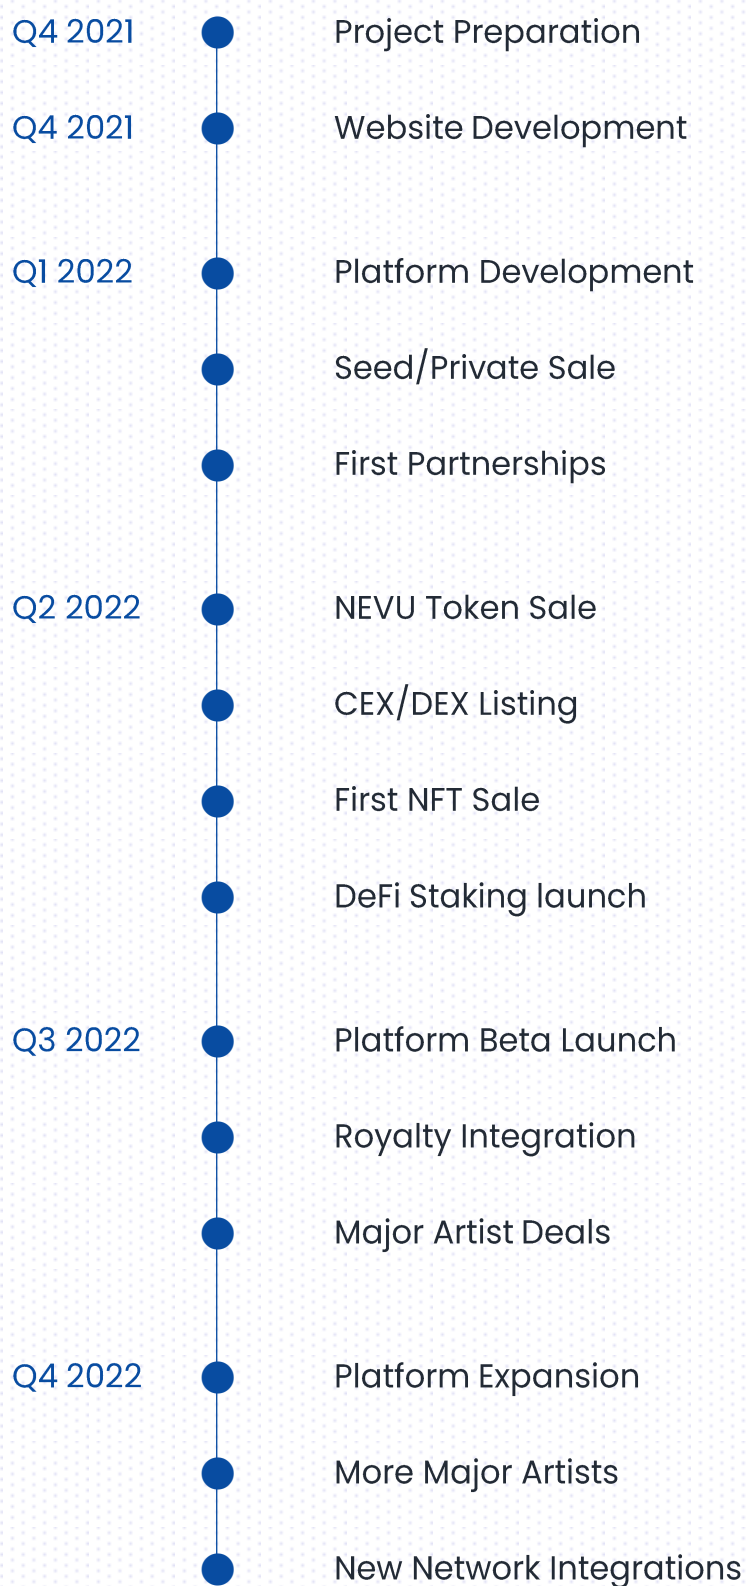 Q4 2021 Project Preparation
Q4 2021 Website Development
Q1 2022 Platform Development
Seed/Private Sale
First Partnerships
Q2 2022 NEVU Token Sale
CEX/DEX Listing
First NFT Sale
DeFi Staking launch
Q3 2022 Platform Beta Launch
Royalty Integration
Major Artist Deals
Q4 2022 Platform Expansion
More Major Artists
New Network Integrations